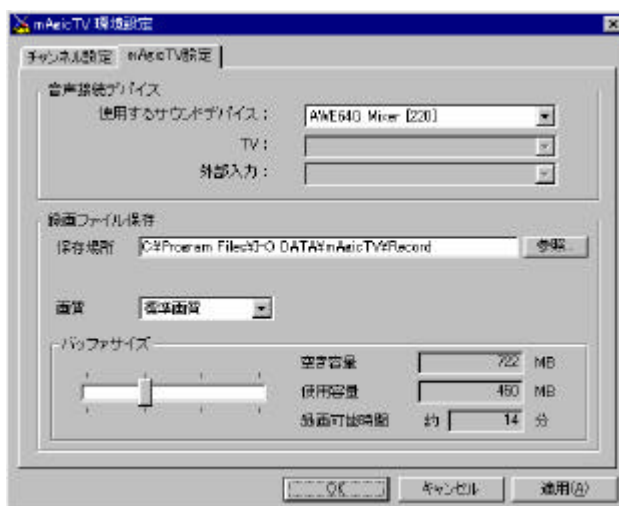 mAgicTV 環境設定
チャンネル設定 mAgicTV設定
音声接続デバイス
使用するサウンドデバイス： AWE64G Mixer [220]
TV：
外部入力：
録画ファイル保存
保存場所 C:¥Program Files¥I-O DATA¥mAgicTV¥Record 参照...
画質 標準画質
バッファサイズ
空き容量 722 MB
使用容量 450 MB
録画可能時間 約 14 分
OK キャンセル 適用(A)